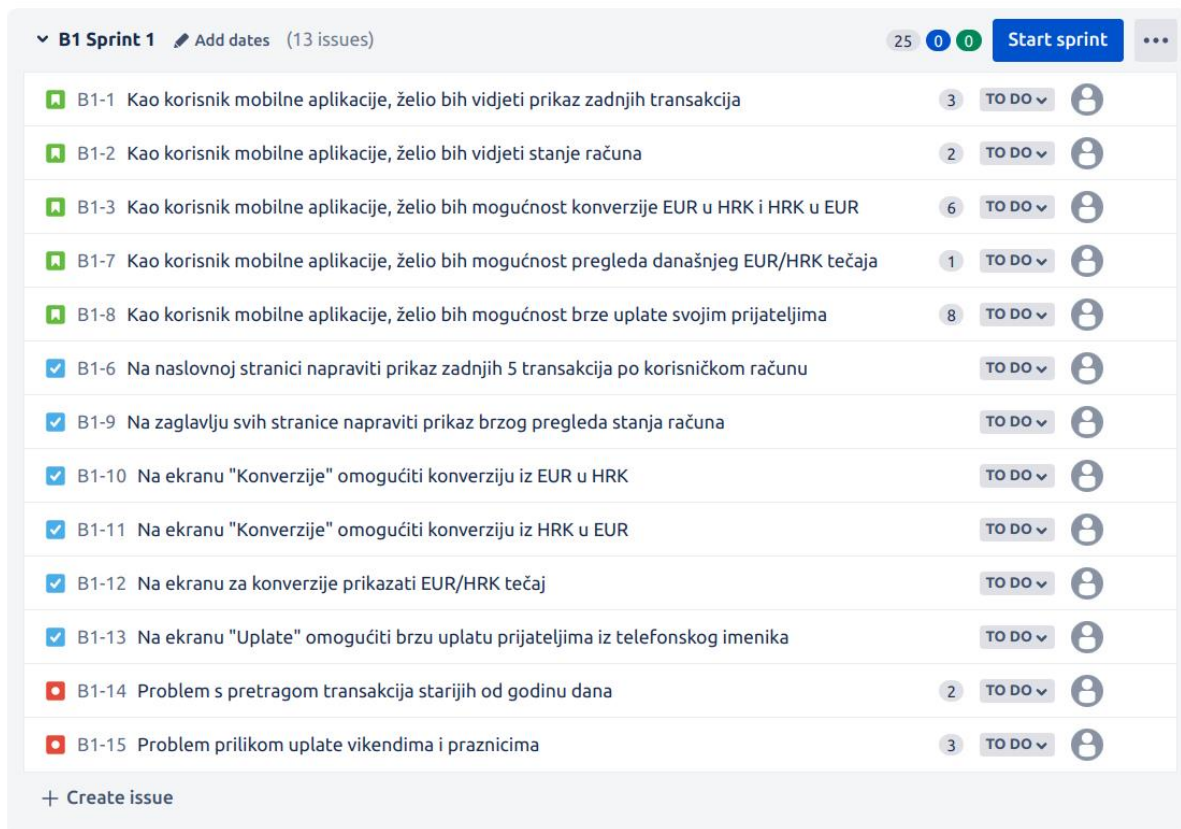 B1 Sprint 1 Add dates (13 issues) 25 0 0 Start sprint
B1-1 Kao korisnik mobilne aplikacije, želio bih vidjeti prikaz zadnjih transakcija 3 TO DO
B1-2 Kao korisnik mobilne aplikacije, želio bih vidjeti stanje računa 2 TO DO
B1-3 Kao korisnik mobilne aplikacije, želio bih mogućnost konverzije EUR u HRK i HRK u EUR 6 TO DO
B1-7 Kao korisnik mobilne aplikacije, želio bih mogućnost pregleda današnjeg EUR/HRK tečaja 1 TO DO
B1-8 Kao korisnik mobilne aplikacije, želio bih mogućnost brze uplate svojim prijateljima 8 TO DO
B1-6 Na naslovnoj stranici napraviti prikaz zadnjih 5 transakcija po korisničkom računu TO DO
B1-9 Na zaglavlju svih stranice napraviti prikaz brzog pregleda stanja računa TO DO
B1-10 Na ekranu "Konverzije" omogućiti konverziju iz EUR u HRK TO DO
B1-11 Na ekranu "Konverzije" omogućiti konverziju iz HRK u EUR TO DO
B1-12 Na ekranu za konverzije prikazati EUR/HRK tečaj TO DO
B1-13 Na ekranu "Uplate" omogućiti brzu uplatu prijateljima iz telefonskog imenika TO DO
B1-14 Problem s pretragom transakcija starijih od godinu dana 2 TO DO
B1-15 Problem prilikom uplate vikendima i praznicima 3 TO DO
+ Create issue